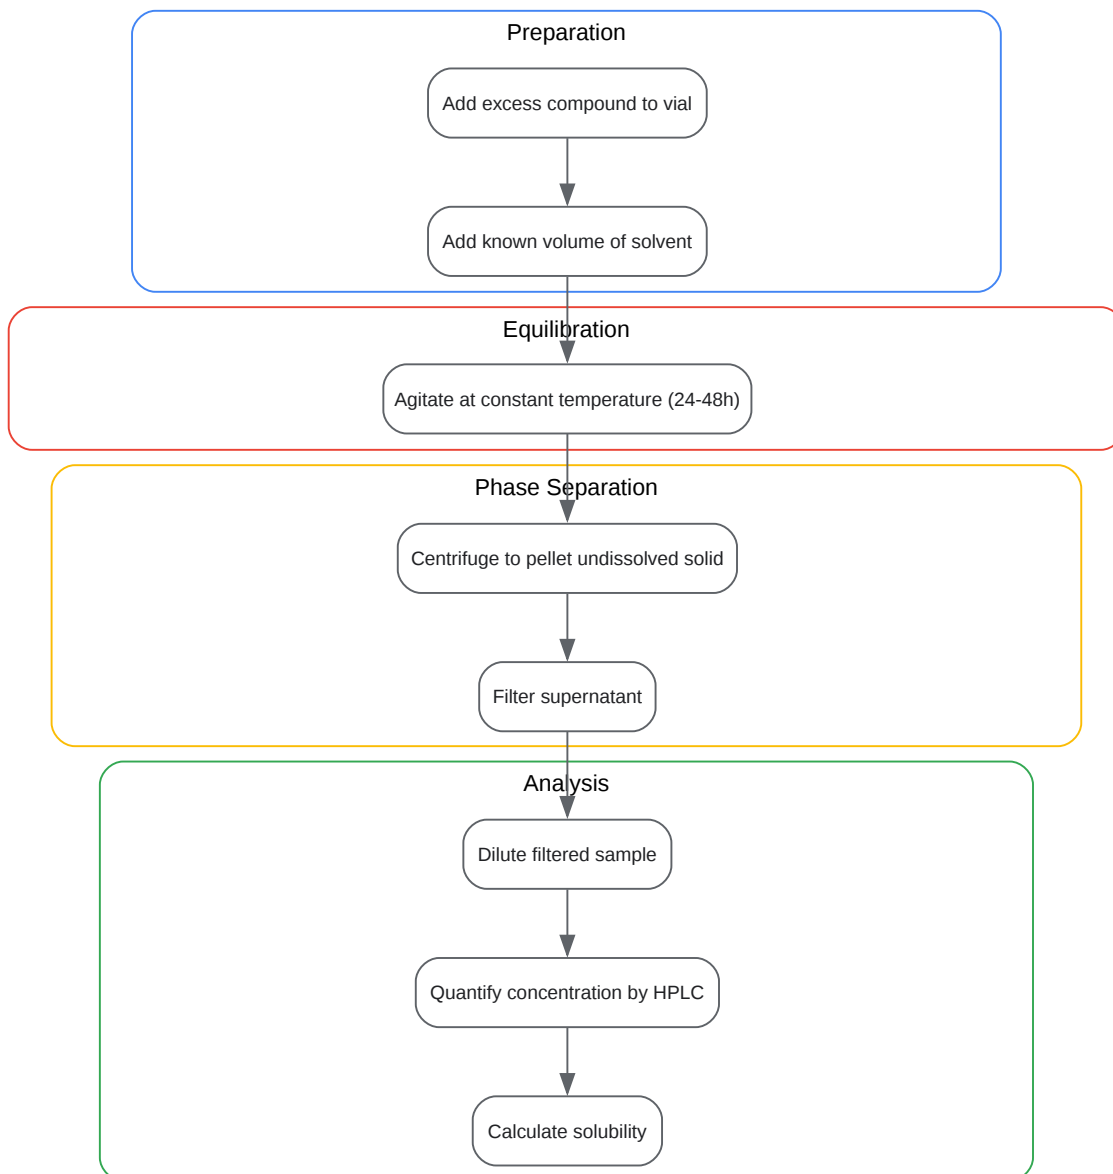 Preparation
Add excess compound to vial
Add known volume of solvent
Equilibration
Agitate at constant temperature (24-48h)
Phase Separation
Centrifuge to pellet undissolved solid
Filter supernatant
Analysis
Dilute filtered sample
Quantify concentration by HPLC
Calculate solubility